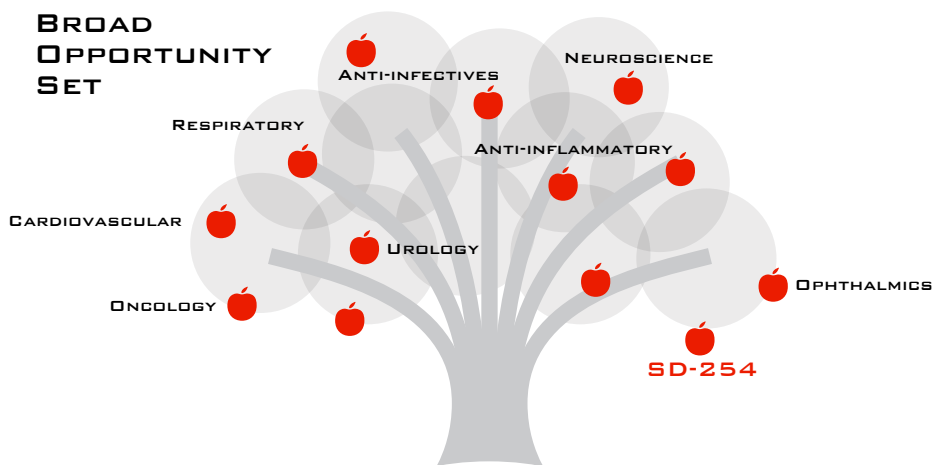 BROAD
OPPORTUNITY
SET
NEUROSCIENCE
ANTI-INFECTIVES
RESPIRATORY
ANTI-INFLAMMATORY
CARDIOVASCULAR
UROLOGY
OPHTHALMICS
ONCOLOGY
SD-254